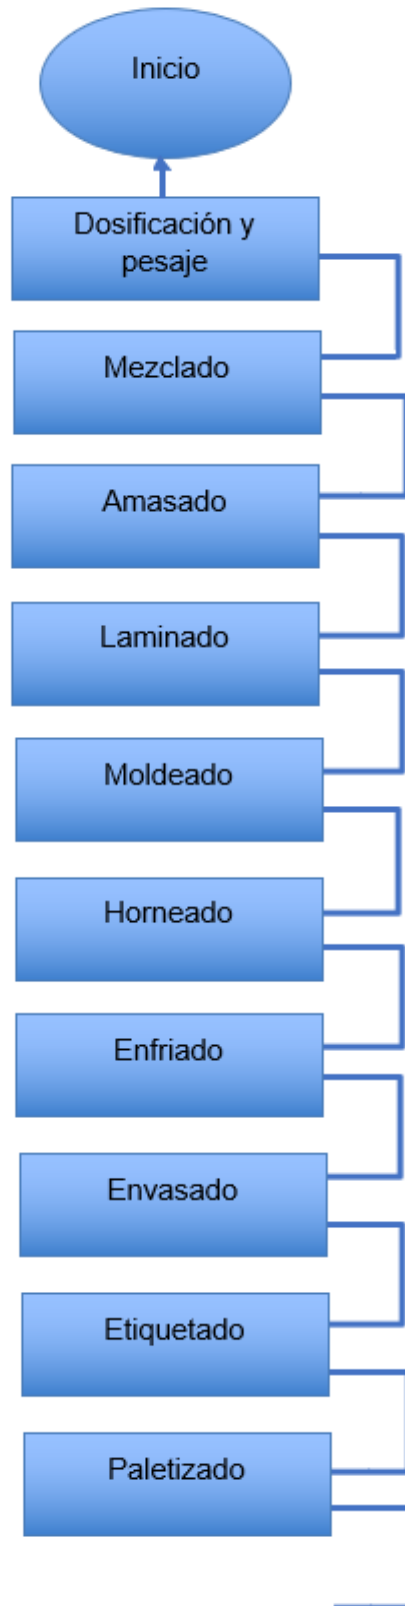 Inicio
Dosificación y
pesaje
Mezclado
Amasado
Laminado
Moldeado
Horneado
Enfriado
Envasado
Etiquetado
Paletizado